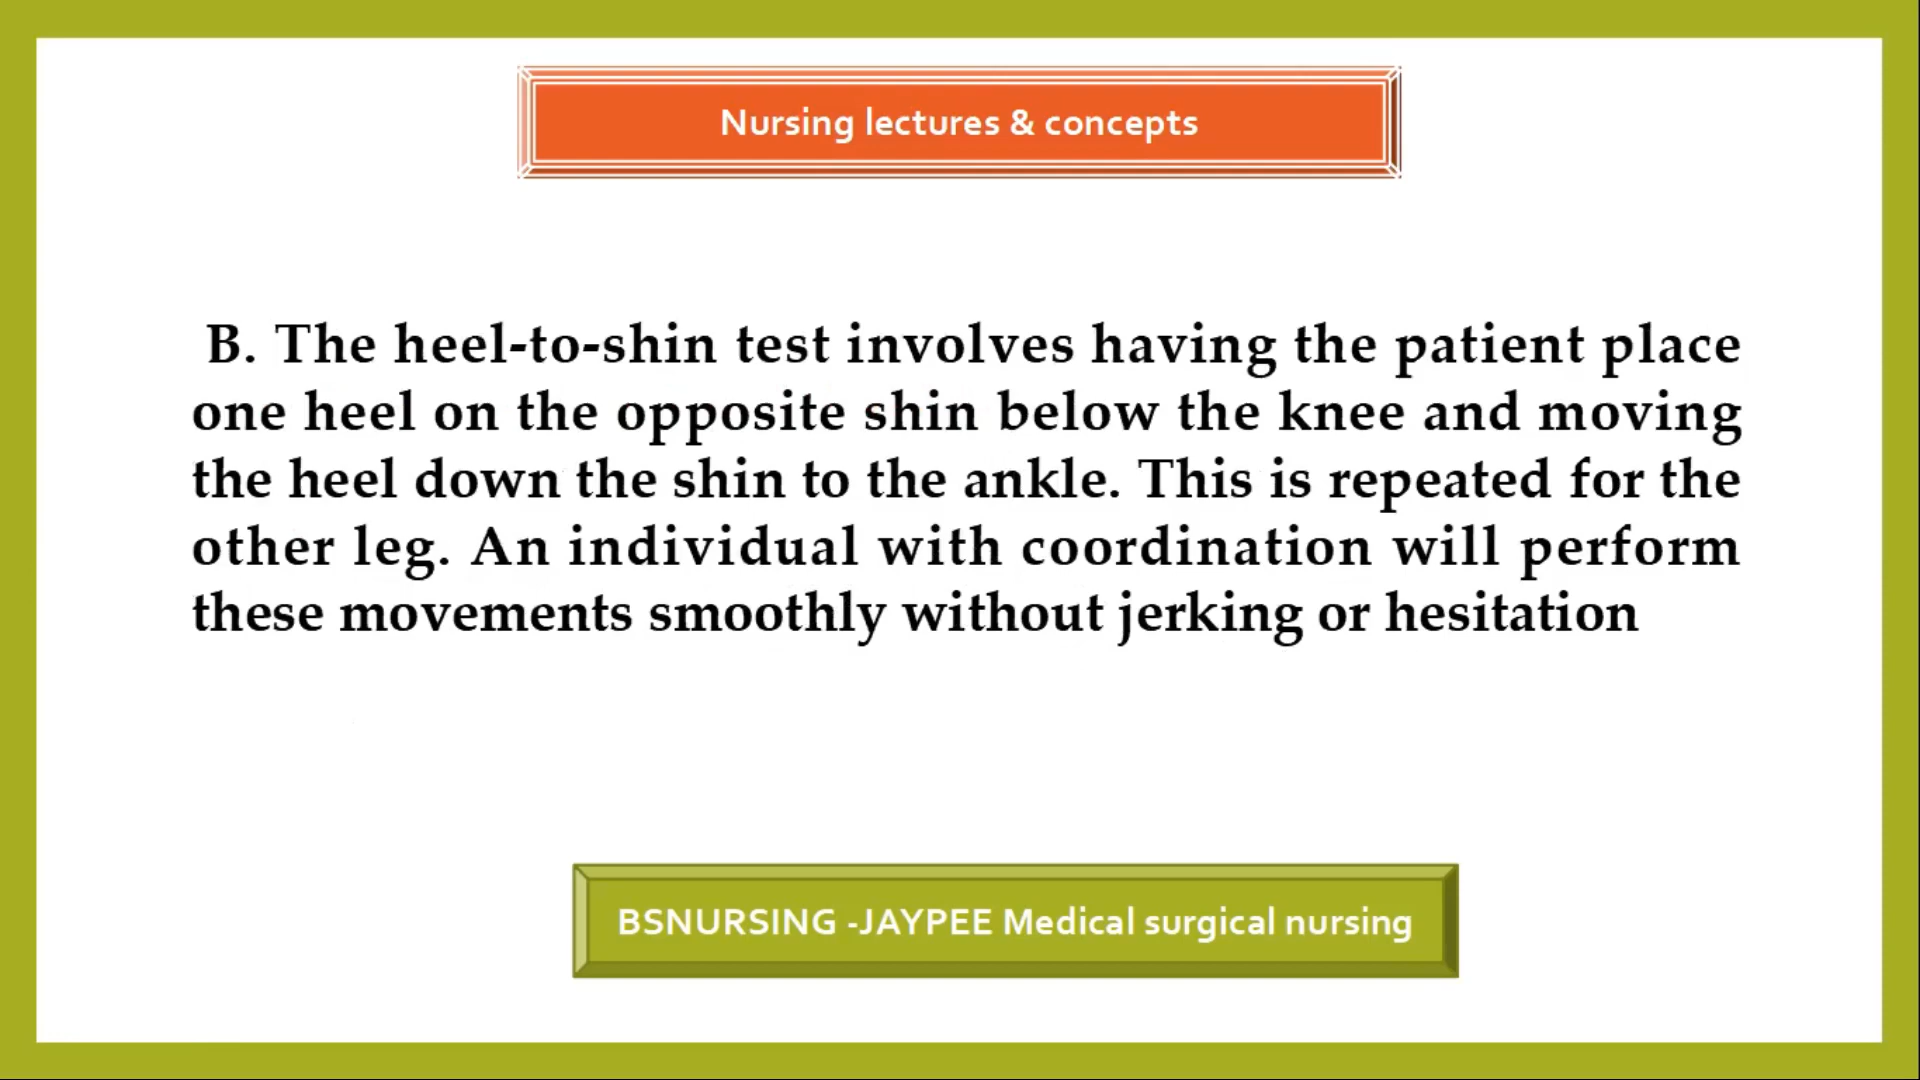 Nursing lectures & concepts
B. The heel-to-shin test involves having the patient place
one heel on the opposite shin below the knee and moving
the heel down the shin to the ankle. This is repeated for the
other leg. An individual with coordination will perform
these movements smoothly without jerking or hesitation
BSNURSING -JAYPEE Medical surgical nursing